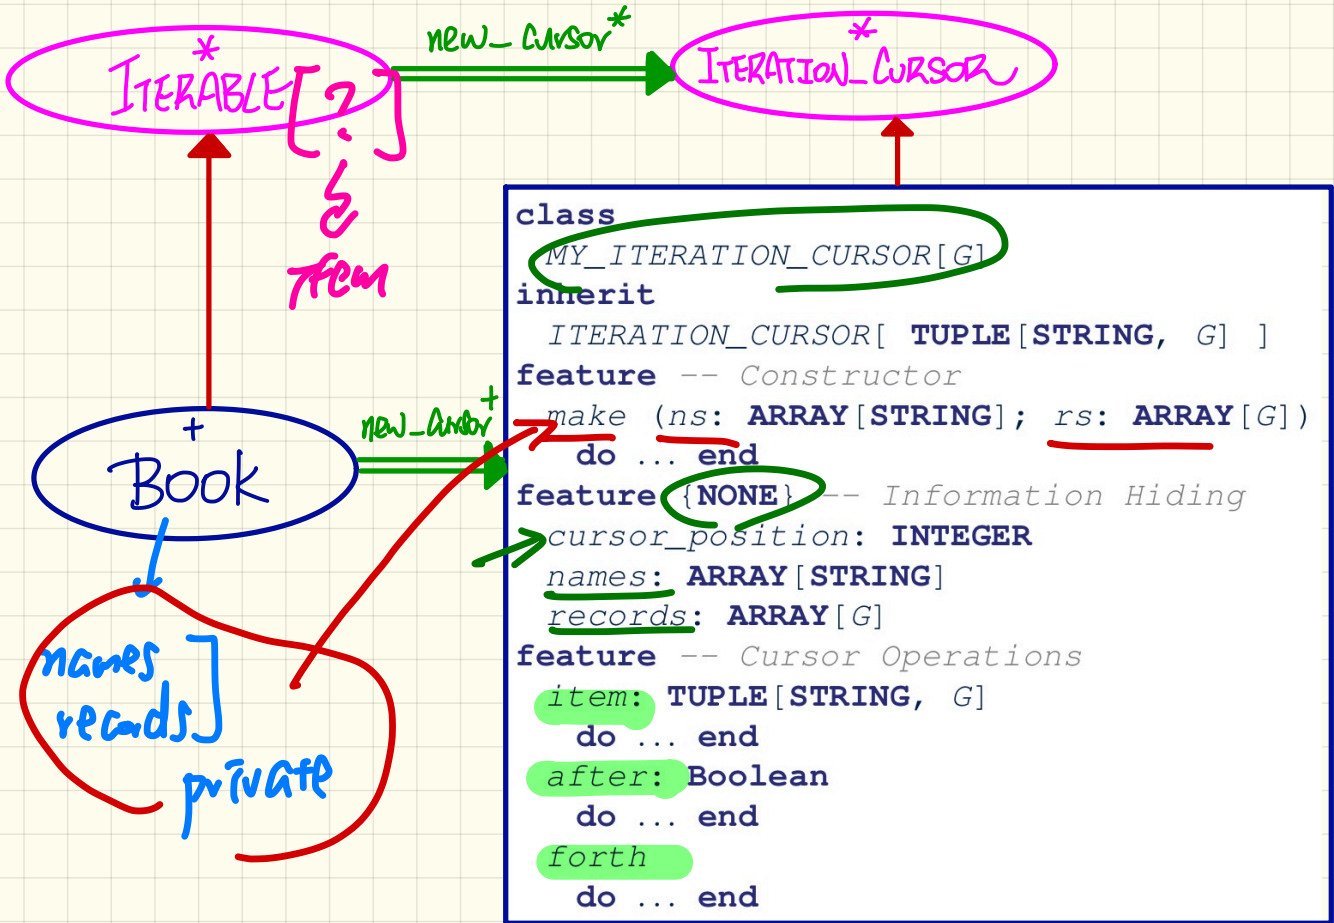 *
ITERABLE [?]
item
new_cursor*
*
ITERATION_CURSOR
+
BOOK
new_cursor+
names
records
private
class
MY_ITERATION_CURSOR[G]
inherit
ITERATION_CURSOR[ TUPLE[STRING, G] ]
feature -- Constructor
make (ns: ARRAY[STRING]; rs: ARRAY[G])
do ... end
feature {NONE} -- Information Hiding
cursor_position: INTEGER
names: ARRAY[STRING]
records: ARRAY[G]
feature -- Cursor Operations
item: TUPLE[STRING, G]
do ... end
after: Boolean
do ... end
forth
do ... end